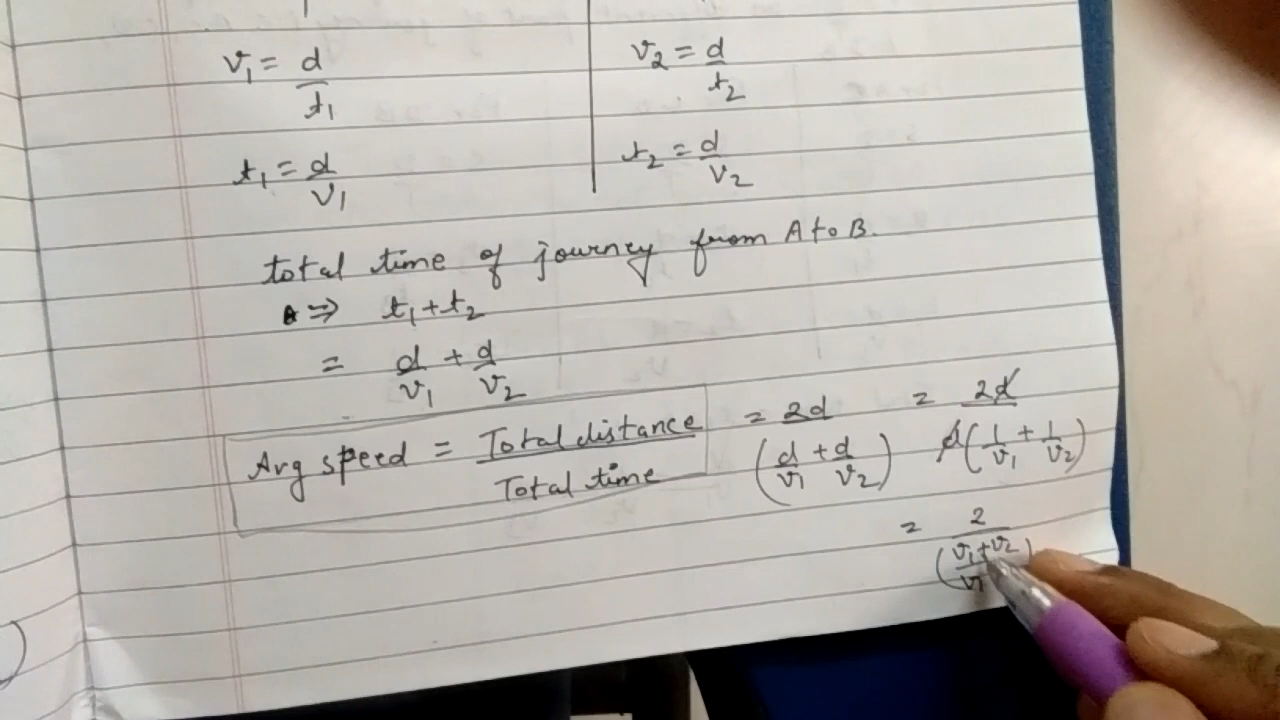 v₁ = d/t₁
v₂ = d/t₂
t₁ = d/v₁
t₂ = d/v₂
total time of journey from A to B.
⇒ t₁ + t₂
= d/v₁ + d/v₂
Avg speed = Total distance / Total time = 2d / (d/v₁ + d/v₂) = 2d / d(1/v₁ + 1/v₂)
= 2 / ((v₁+v₂)/v₁